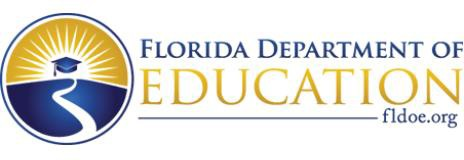 FLORIDA DEPARTMENT OF
EDUCATION
fldoe.org